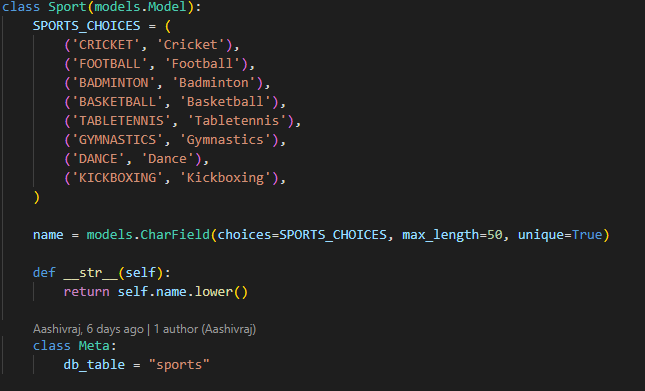 class Sport(models.Model):
    SPORTS_CHOICES = (
        ('CRICKET', 'Cricket'),
        ('FOOTBALL', 'Football'),
        ('BADMINTON', 'Badminton'),
        ('BASKETBALL', 'Basketball'),
        ('TABLETENNIS', 'Tabletennis'),
        ('GYMNASTICS', 'Gymnastics'),
        ('DANCE', 'Dance'),
        ('KICKBOXING', 'Kickboxing'),
    )
    name = models.CharField(choices=SPORTS_CHOICES, max_length=50, unique=True)
    def __str__(self):
        return self.name.lower()
    Aashivraj, 6 days ago | 1 author (Aashivraj)
    class Meta:
        db_table = "sports"